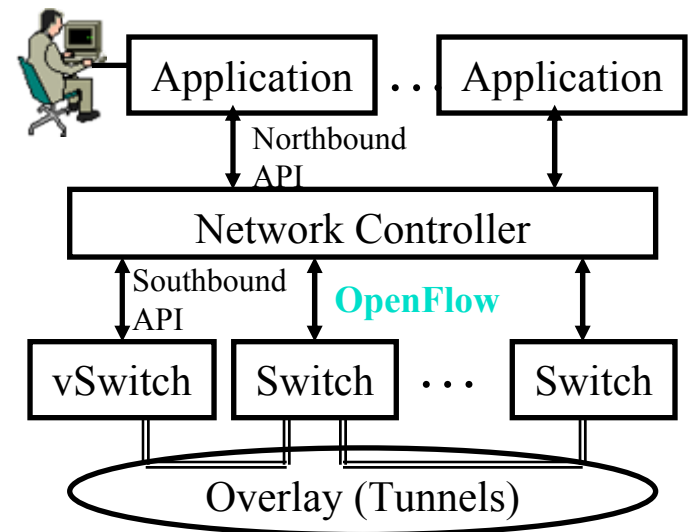 Application ... Application
Northbound
API
Network Controller
Southbound
API
OpenFlow
vSwitch Switch ... Switch
Overlay (Tunnels)